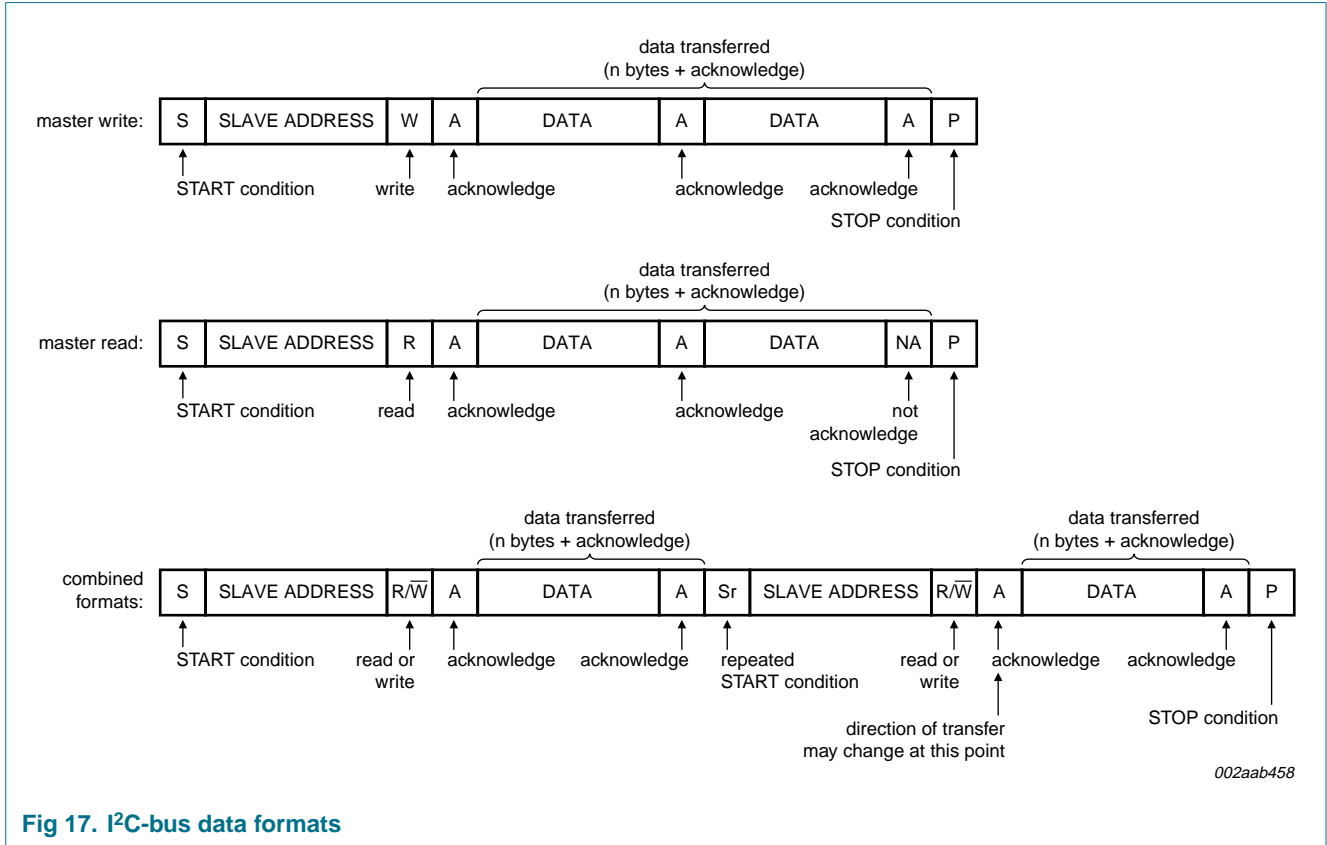 data transferred
(n bytes + acknowledge)
master write: S SLAVE ADDRESS W A DATA A DATA A P
START condition write acknowledge acknowledge acknowledge
STOP condition
data transferred
(n bytes + acknowledge)
master read: S SLAVE ADDRESS R A DATA A DATA NA P
START condition read acknowledge acknowledge not
acknowledge
STOP condition
data transferred data transferred
(n bytes + acknowledge) (n bytes + acknowledge)
combined
formats: S SLAVE ADDRESS R/W̅ A DATA A Sr SLAVE ADDRESS R/W̅ A DATA A P
START condition read or acknowledge acknowledge repeated read or acknowledge acknowledge
write START condition write
STOP condition
direction of transfer
may change at this point
002aab458
Fig 17. I²C-bus data formats